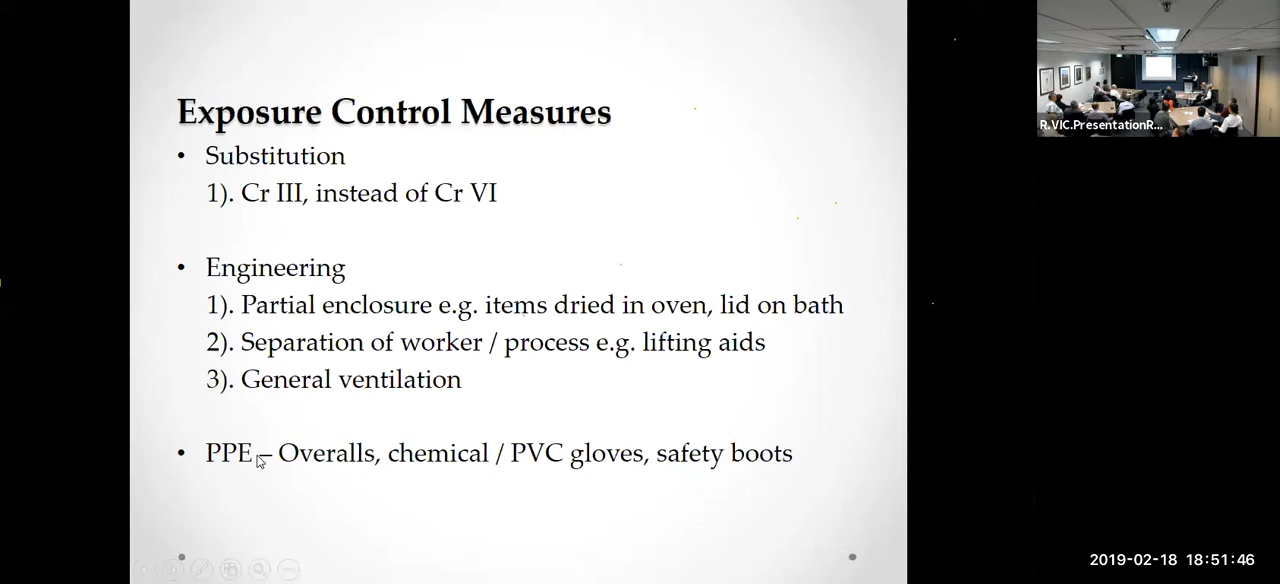 Exposure Control Measures
• Substitution
1). Cr III, instead of Cr VI
• Engineering
1). Partial enclosure e.g. items dried in oven, lid on bath
2). Separation of worker / process e.g. lifting aids
3). General ventilation
• PPE – Overalls, chemical / PVC gloves, safety boots
R.VIC.PresentationR...
2019-02-18 18:51:46